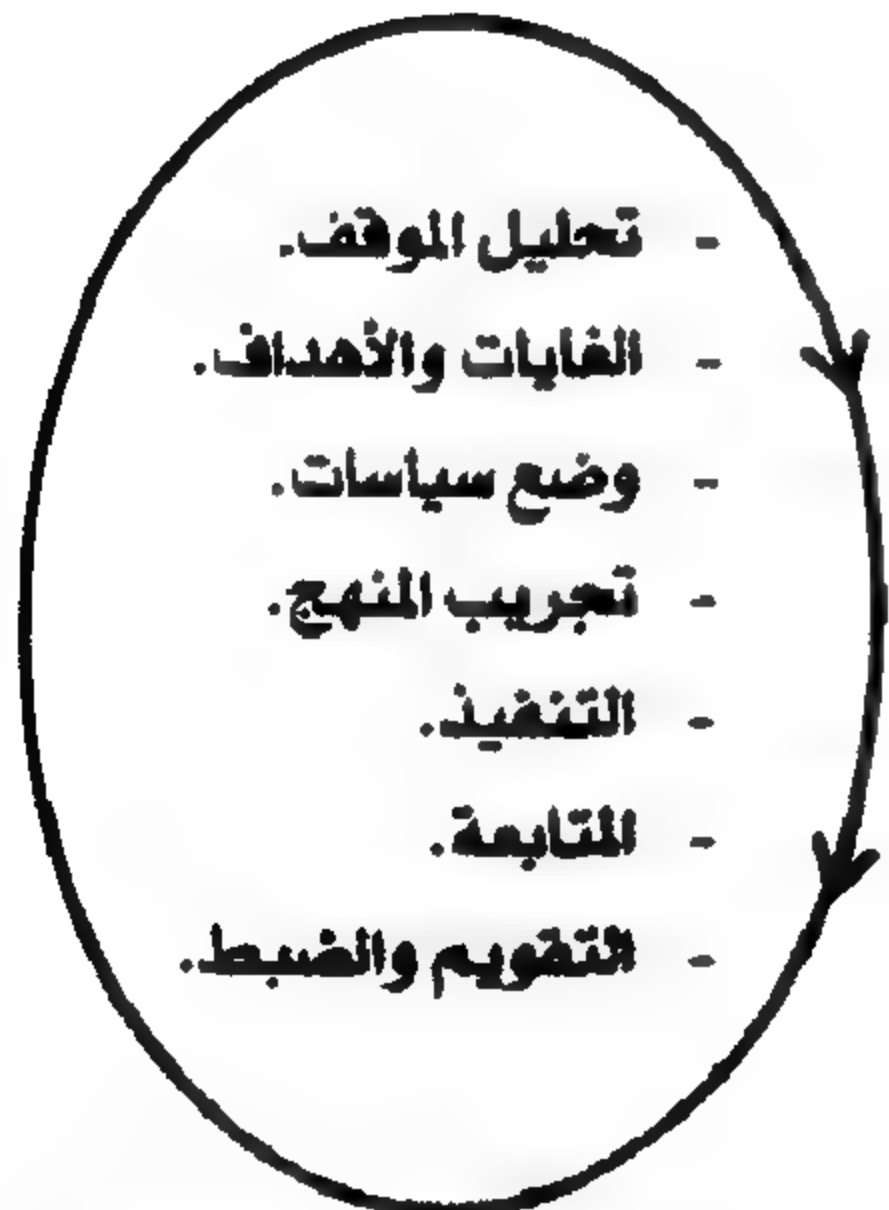 - تحليل الموقف.
- الغايات والأهداف.
- وضع سياسات.
- تجريب المنهج.
- التنفيذ.
- المتابعة.
- التقويم والضبط.